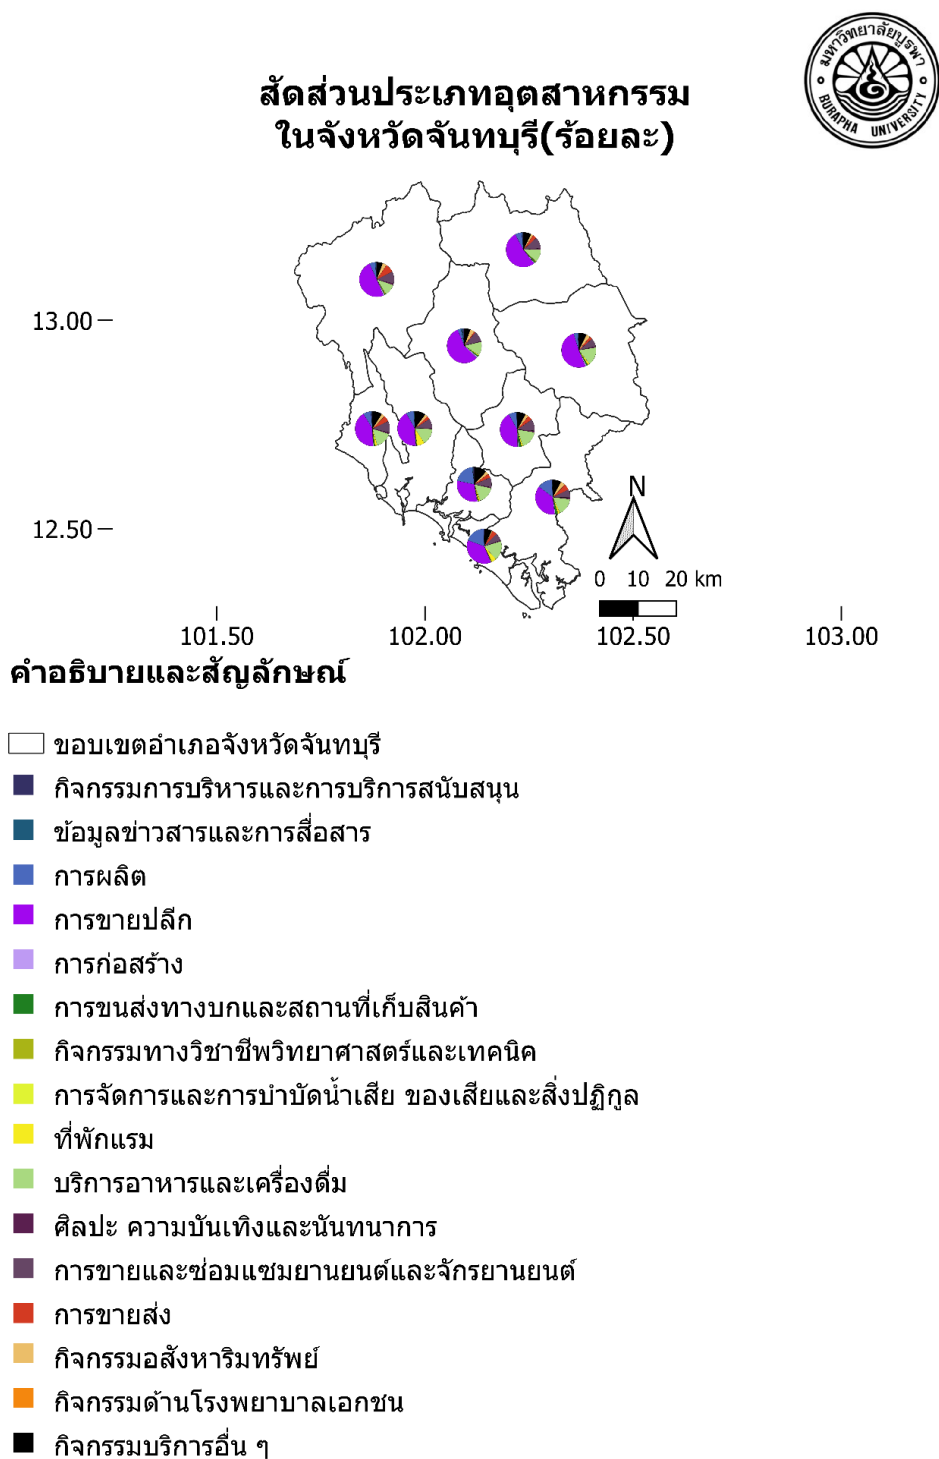 มหาวิทยาลัยบูรพา
BURAPHA UNIVERSITY
สัดส่วนประเภทอุตสาหกรรม
ในจังหวัดจันทบุรี(ร้อยละ)
13.00
12.50
N
0 10 20 km
101.50 102.00 102.50 103.00
คำอธิบายและสัญลักษณ์
ขอบเขตอำเภอจังหวัดจันทบุรี
กิจกรรมการบริหารและการบริการสนับสนุน
ข้อมูลข่าวสารและการสื่อสาร
การผลิต
การขายปลีก
การก่อสร้าง
การขนส่งทางบกและสถานที่เก็บสินค้า
กิจกรรมทางวิชาชีพวิทยาศาสตร์และเทคนิค
การจัดการและการบำบัดน้ำเสีย ของเสียและสิ่งปฏิกูล
ที่พักแรม
บริการอาหารและเครื่องดื่ม
ศิลปะ ความบันเทิงและนันทนาการ
การขายและซ่อมแซมยานยนต์และจักรยานยนต์
การขายส่ง
กิจกรรมอสังหาริมทรัพย์
กิจกรรมด้านโรงพยาบาลเอกชน
กิจกรรมบริการอื่น ๆ